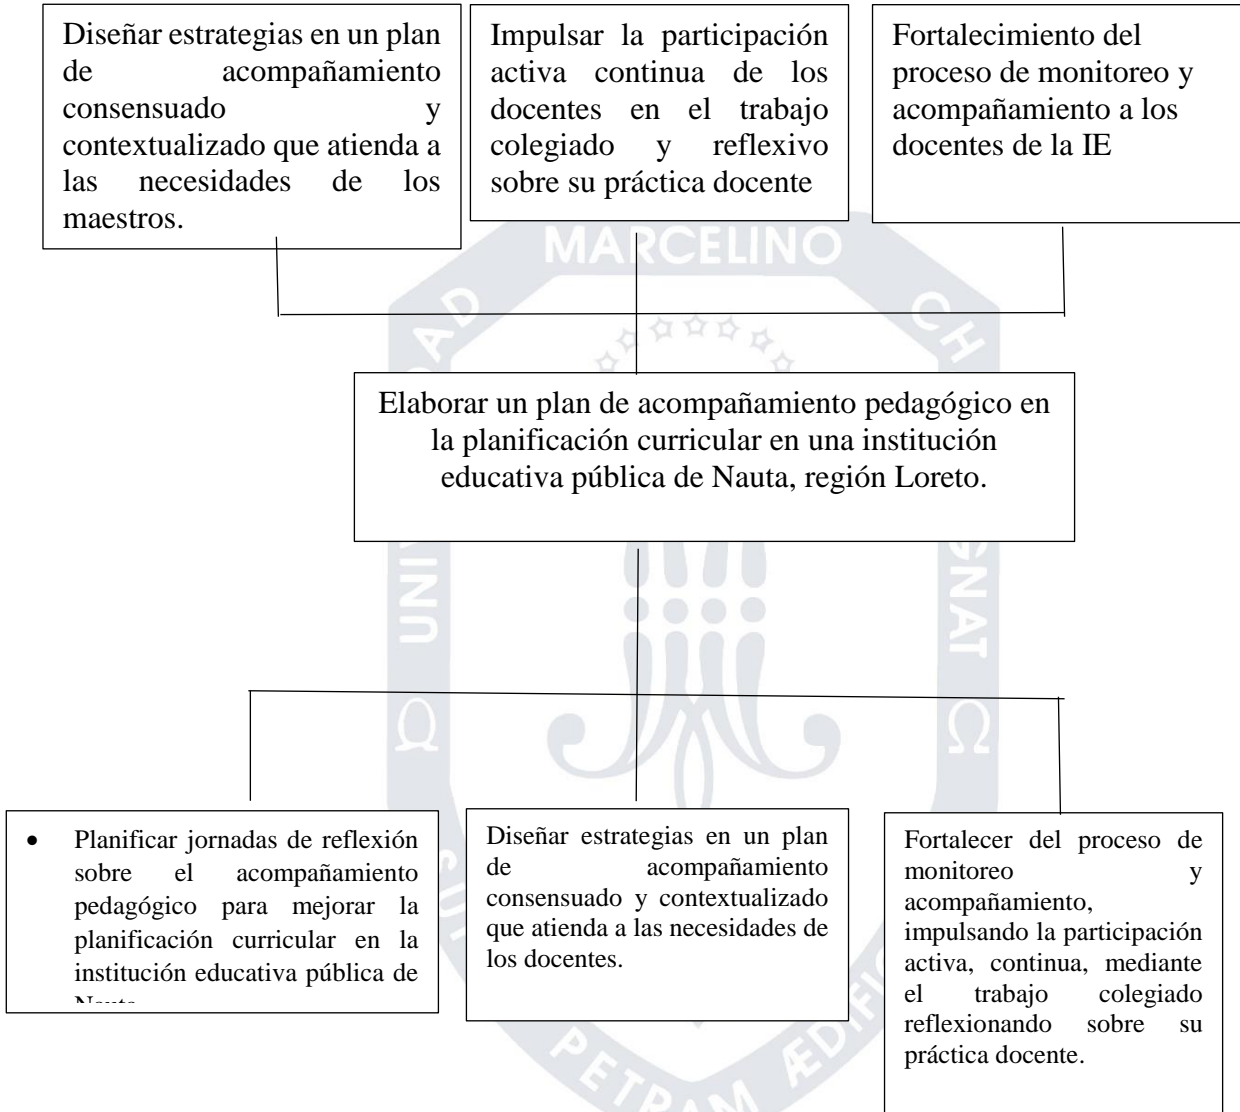 Diseñar estrategias en un plan
de acompañamiento
consensuado y
contextualizado que atienda a
las necesidades de los
maestros.
Impulsar la participación
activa continua de los
docentes en el trabajo
colegiado y reflexivo
sobre su práctica docente
Fortalecimiento del
proceso de monitoreo y
acompañamiento a los
docentes de la IE
Elaborar un plan de acompañamiento pedagógico en
la planificación curricular en una institución
educativa pública de Nauta, región Loreto.
• Planificar jornadas de reflexión
sobre el acompañamiento
pedagógico para mejorar la
planificación curricular en la
institución educativa pública de
Diseñar estrategias en un plan
de acompañamiento
consensuado y contextualizado
que atienda a las necesidades de
los docentes.
Fortalecer del proceso de
monitoreo y
acompañamiento,
impulsando la participación
activa, continua, mediante
el trabajo colegiado
reflexionando sobre su
práctica docente.
MARCELINO
CH
GNAT
UNIV
AD
Ω
Ω
PETRAM ÆDIFIC